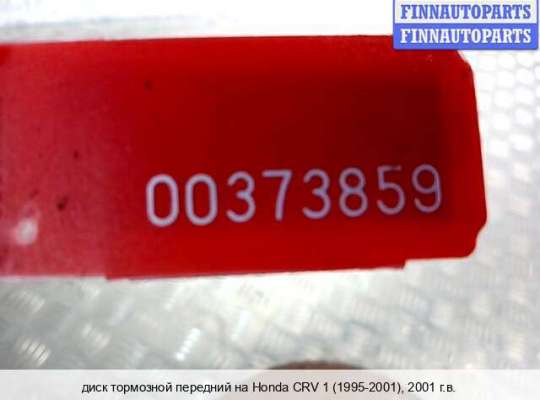 FINNAUTOPARTS
FINNAUTOPARTS
00373859
диск тормозной передний на Honda CRV 1 (1995-2001), 2001 г.в.